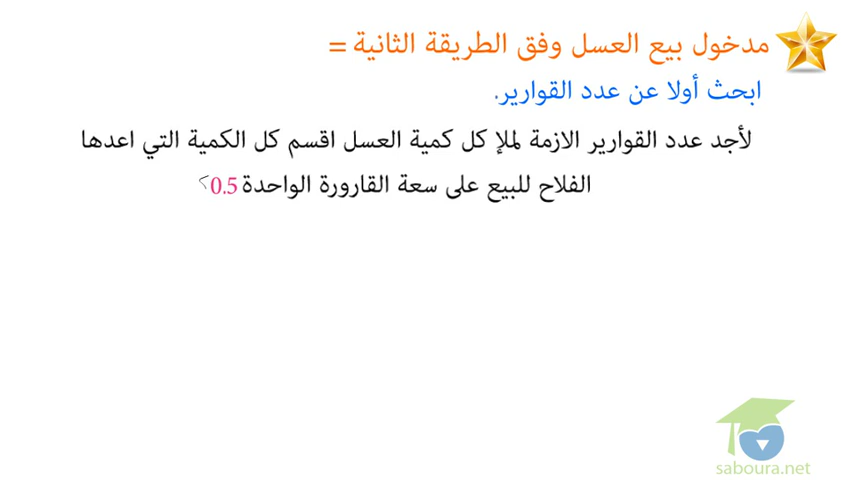 مدخول بيع العسل وفق الطريقة الثانية =
ابحث أولا عن عدد القوارير.
لأجد عدد القوارير الازمة لملإ كل كمية العسل اقسم كل الكمية التي اعدها
الفلاح للبيع على سعة القارورة الواحدة 0.5
saboura.net